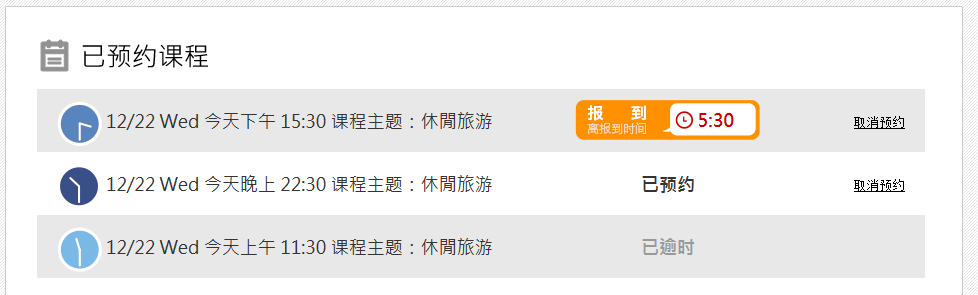 已预约课程
12/22 Wed 今天下午 15:30 课程主题：休閒旅游 报 到 5:30 取消预约
离报到时间
12/22 Wed 今天晚上 22:30 课程主题：休閒旅游 已预约 取消预约
12/22 Wed 今天上午 11:30 课程主题：休閒旅游 已逾时